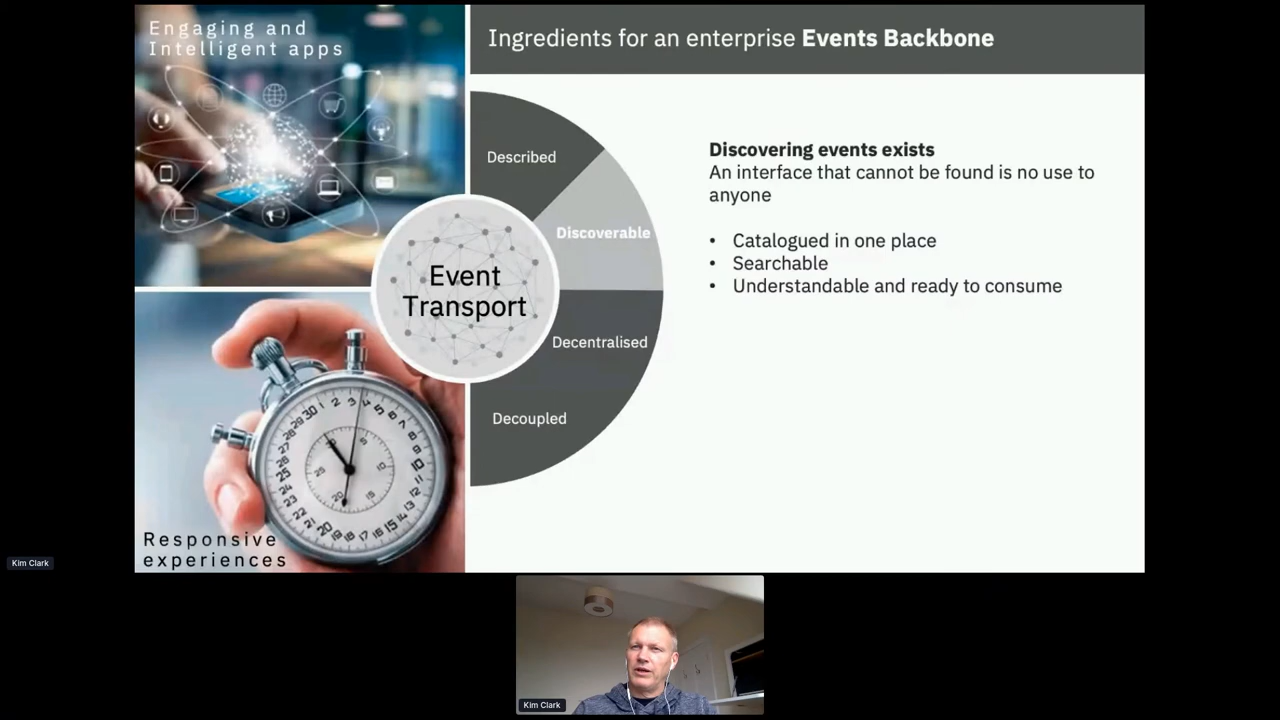 Engaging and
Intelligent apps
Ingredients for an enterprise Events Backbone
Described
Discoverable
Event
Transport
Decentralised
Decoupled
Discovering events exists
An interface that cannot be found is no use to
anyone
• Catalogued in one place
• Searchable
• Understandable and ready to consume
Responsive
experiences
Kim Clark
Kim Clark